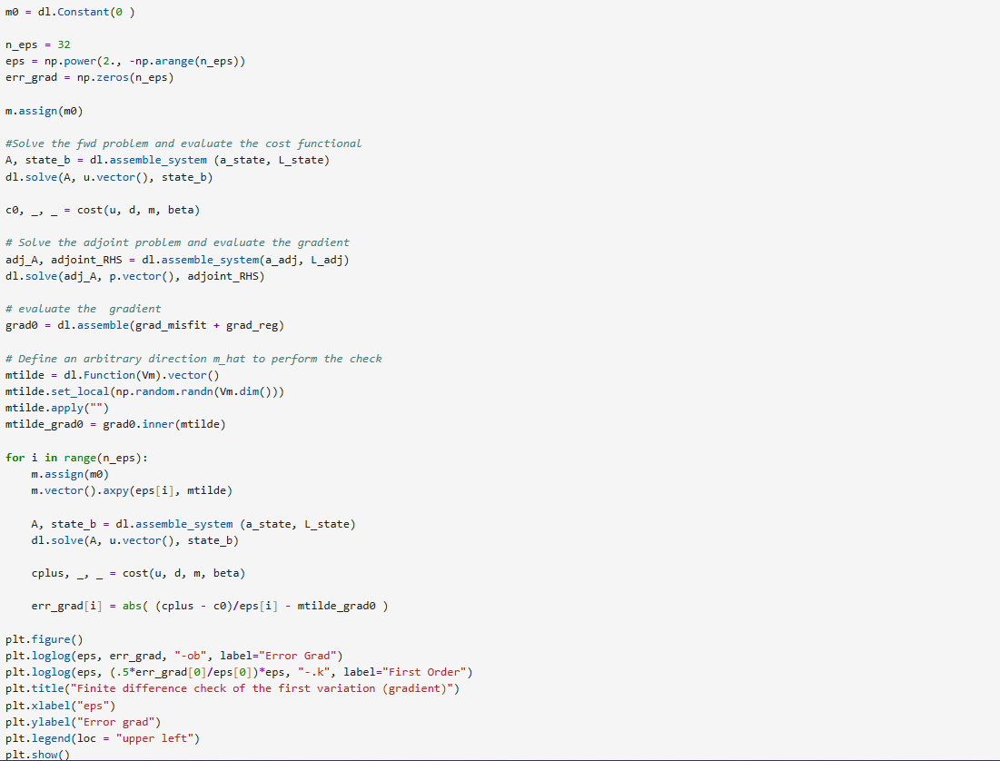 m0 = dl.Constant(0 )
n_eps = 32
eps = np.power(2., -np.arange(n_eps))
err_grad = np.zeros(n_eps)
m.assign(m0)
#Solve the fwd problem and evaluate the cost functional
A, state_b = dl.assemble_system (a_state, L_state)
dl.solve(A, u.vector(), state_b)
c0, _, _ = cost(u, d, m, beta)
# Solve the adjoint problem and evaluate the gradient
adj_A, adjoint_RHS = dl.assemble_system(a_adj, L_adj)
dl.solve(adj_A, p.vector(), adjoint_RHS)
# evaluate the  gradient
grad0 = dl.assemble(grad_misfit + grad_reg)
# Define an arbitrary direction m_hat to perform the check
mtilde = dl.Function(Vm).vector()
mtilde.set_local(np.random.randn(Vm.dim()))
mtilde.apply("")
mtilde_grad0 = grad0.inner(mtilde)
for i in range(n_eps):
    m.assign(m0)
    m.vector().axpy(eps[i], mtilde)
    A, state_b = dl.assemble_system (a_state, L_state)
    dl.solve(A, u.vector(), state_b)
    cplus, _, _ = cost(u, d, m, beta)
    err_grad[i] = abs( (cplus - c0)/eps[i] - mtilde_grad0 )
plt.figure()
plt.loglog(eps, err_grad, "-ob", label="Error Grad")
plt.loglog(eps, (.5*err_grad[0]/eps[0])*eps, "-.k", label="First Order")
plt.title("Finite difference check of the first variation (gradient)")
plt.xlabel("eps")
plt.ylabel("Error grad")
plt.legend(loc = "upper left")
plt.show()